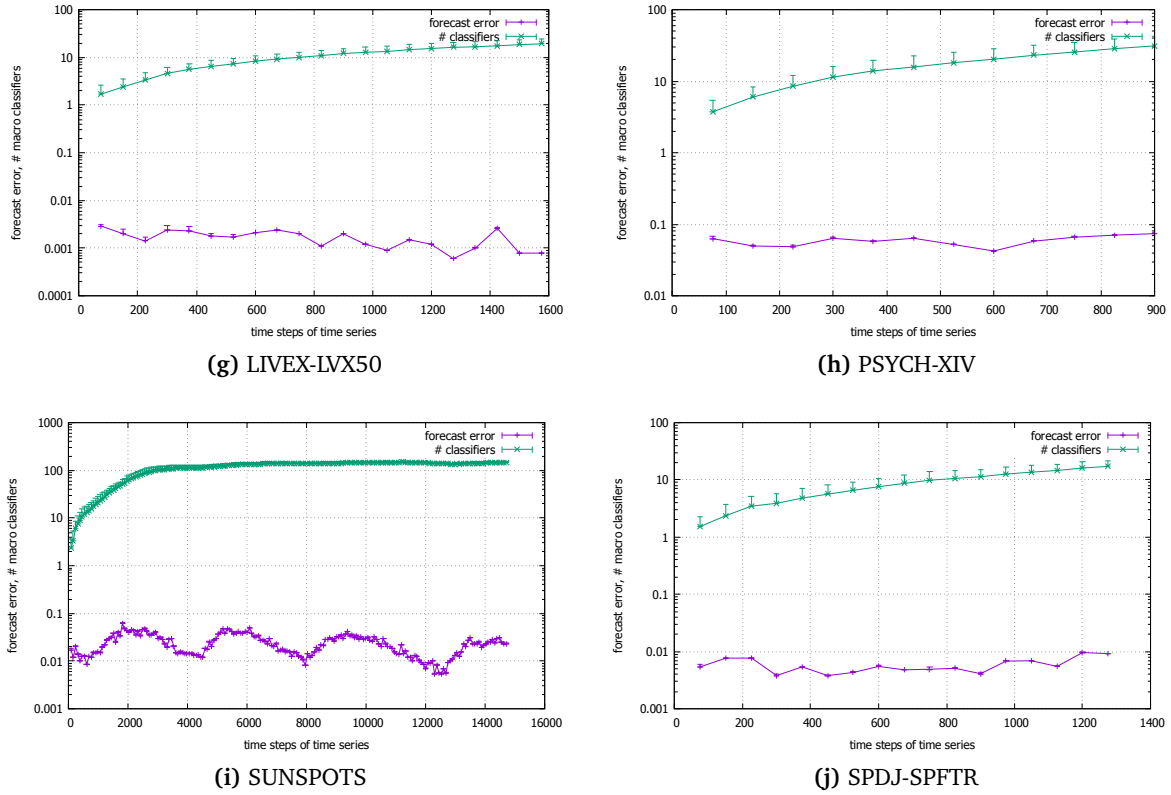 forecast error
# classifiers
forecast error, # macro classifiers
100
10
1
0.1
0.01
0.001
0.0001
0 200 400 600 800 1000 1200 1400 1600
time steps of time series
(g) LIVEX-LVX50
forecast error
# classifiers
forecast error, # macro classifiers
100
10
1
0.1
0.01
100 200 300 400 500 600 700 800 900
time steps of time series
(h) PSYCH-XIV
forecast error
# classifiers
forecast error, # macro classifiers
1000
100
10
1
0.1
0.01
0.001
0 2000 4000 6000 8000 10000 12000 14000 16000
time steps of time series
(i) SUNSPOTS
forecast error
# classifiers
forecast error, # macro classifiers
100
10
1
0.1
0.01
0.001
0 200 400 600 800 1000 1200 1400
time steps of time series
(j) SPDJ-SPFTR